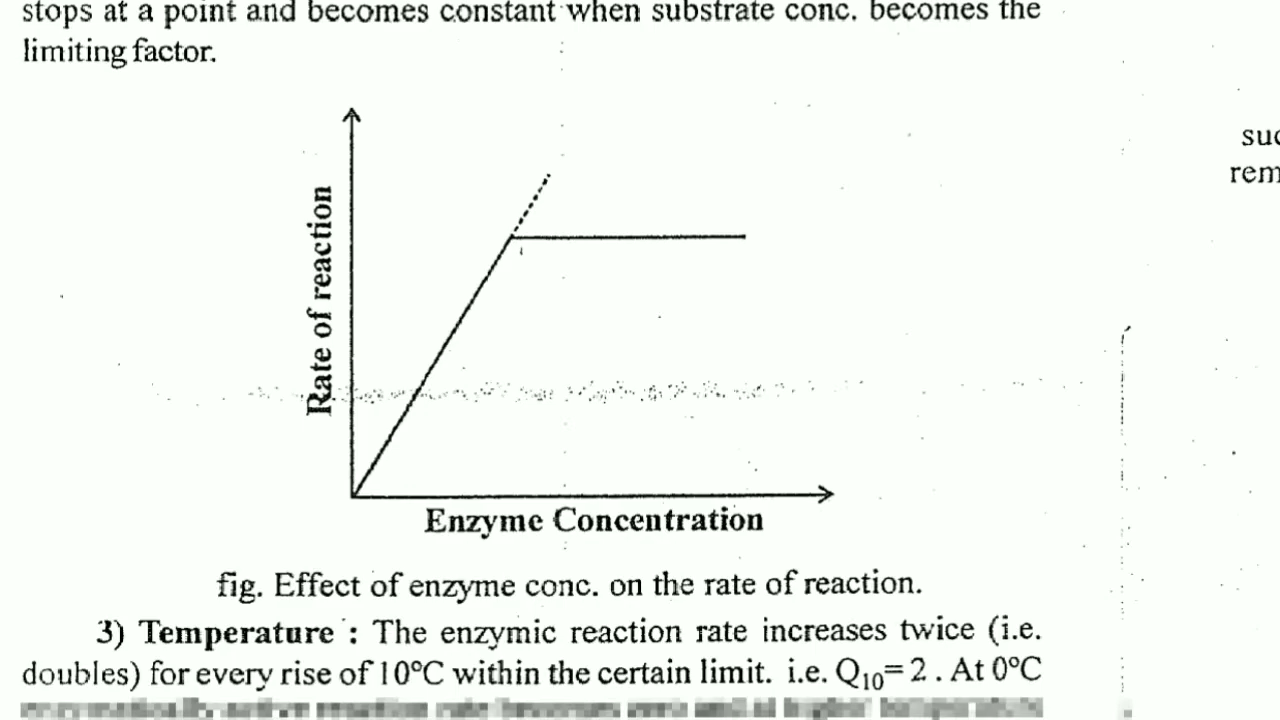 stops at a point and becomes constant when substrate conc. becomes the
limiting factor.
suc
rem
Rate of reaction
Enzyme Concentration
fig. Effect of enzyme conc. on the rate of reaction.
3) Temperature : The enzymic reaction rate increases twice (i.e.
doubles) for every rise of 10°C within the certain limit. i.e. Q₁₀= 2 . At 0°C